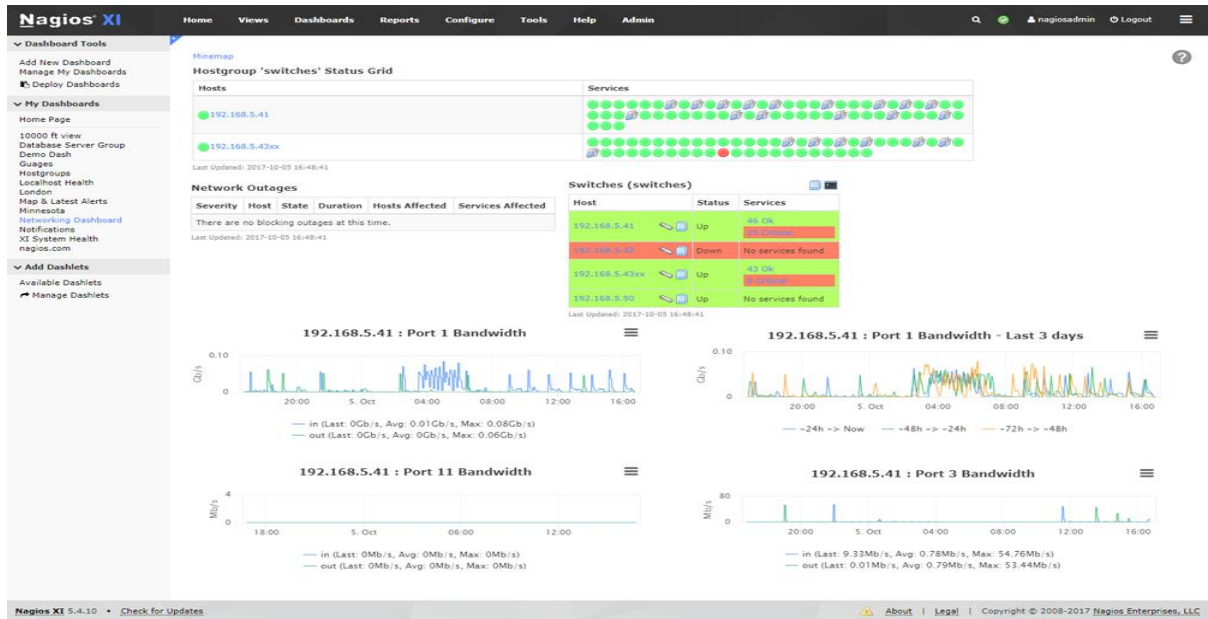 Nagios XI
Home Views Dashboards Reports Configure Tools Help Admin
nagiosadmin Logout
Dashboard Tools
Add New Dashboard
Manage My Dashboards
Deploy Dashboards
My Dashboards
Home Page
10000 ft view
Database Server Group
Demo Dash
Guages
Hostgroups
Localhost Health
London
Map & Latest Alerts
Minnesota
Networking Dashboard
Notifications
XI System Health
nagios.com
Add Dashlets
Available Dashlets
Manage Dashlets
Minemap
Hostgroup 'switches' Status Grid
Hosts Services
192.168.5.41
192.168.5.43xx
Last Updated: 2017-10-05 16:48:41
Network Outages
Severity Host State Duration Hosts Affected Services Affected
There are no blocking outages at this time.
Last Updated: 2017-10-05 16:48:41
Switches (switches)
Host Status Services
192.168.5.41 Up 46 Ok
Critical
192.168.5.42 Down No services found
192.168.5.43xx Up 43 Ok
Critical
192.168.5.90 Up No services found
Last Updated: 2017-10-05 16:48:41
192.168.5.41 : Port 1 Bandwidth
Gb/s
0.10
0
20:00 5. Oct 04:00 08:00 12:00 16:00
in (Last: 0Gb/s, Avg: 0.01Gb/s, Max: 0.08Gb/s)
out (Last: 0Gb/s, Avg: 0Gb/s, Max: 0.06Gb/s)
192.168.5.41 : Port 1 Bandwidth - Last 3 days
Gb/s
0.10
0
20:00 5. Oct 04:00 08:00 12:00 16:00
-24h -> Now -48h -> -24h -72h -> -48h
192.168.5.41 : Port 11 Bandwidth
Mb/s
4
0
18:00 5. Oct 06:00 12:00
in (Last: 0Mb/s, Avg: 0Mb/s, Max: 0Mb/s)
out (Last: 0Mb/s, Avg: 0Mb/s, Max: 0Mb/s)
192.168.5.41 : Port 3 Bandwidth
Mb/s
80
0
20:00 5. Oct 04:00 08:00 12:00 16:00
in (Last: 9.33Mb/s, Avg: 0.78Mb/s, Max: 54.76Mb/s)
out (Last: 0.01Mb/s, Avg: 0.79Mb/s, Max: 53.44Mb/s)
Nagios XI 5.4.10 • Check for Updates
About | Legal | Copyright © 2008-2017 Nagios Enterprises, LLC